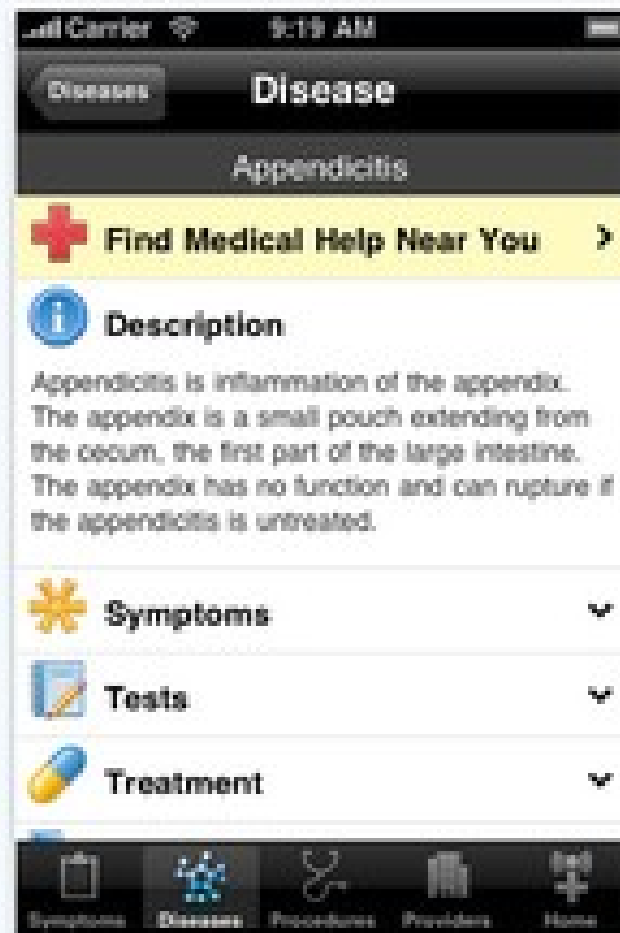 Carrier 9:19 AM
Diseases Disease
Appendicitis
Find Medical Help Near You
Description
Appendicitis is inflammation of the appendix.
The appendix is a small pouch extending from
the cecum, the first part of the large intestine.
The appendix has no function and can rupture if
the appendicitis is untreated.
Symptoms
Tests
Treatment
Symptoms Diseases Procedures Providers Home